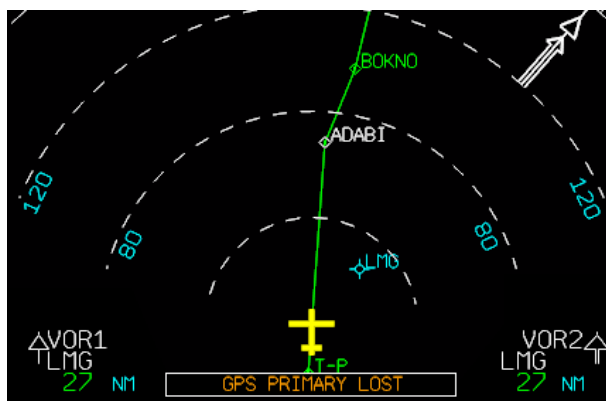 BOKNO
ADABI
120
120
80
80
LMG
VOR1
LMG
27 NM
VOR2
LMG
27 NM
T-P
GPS PRIMARY LOST